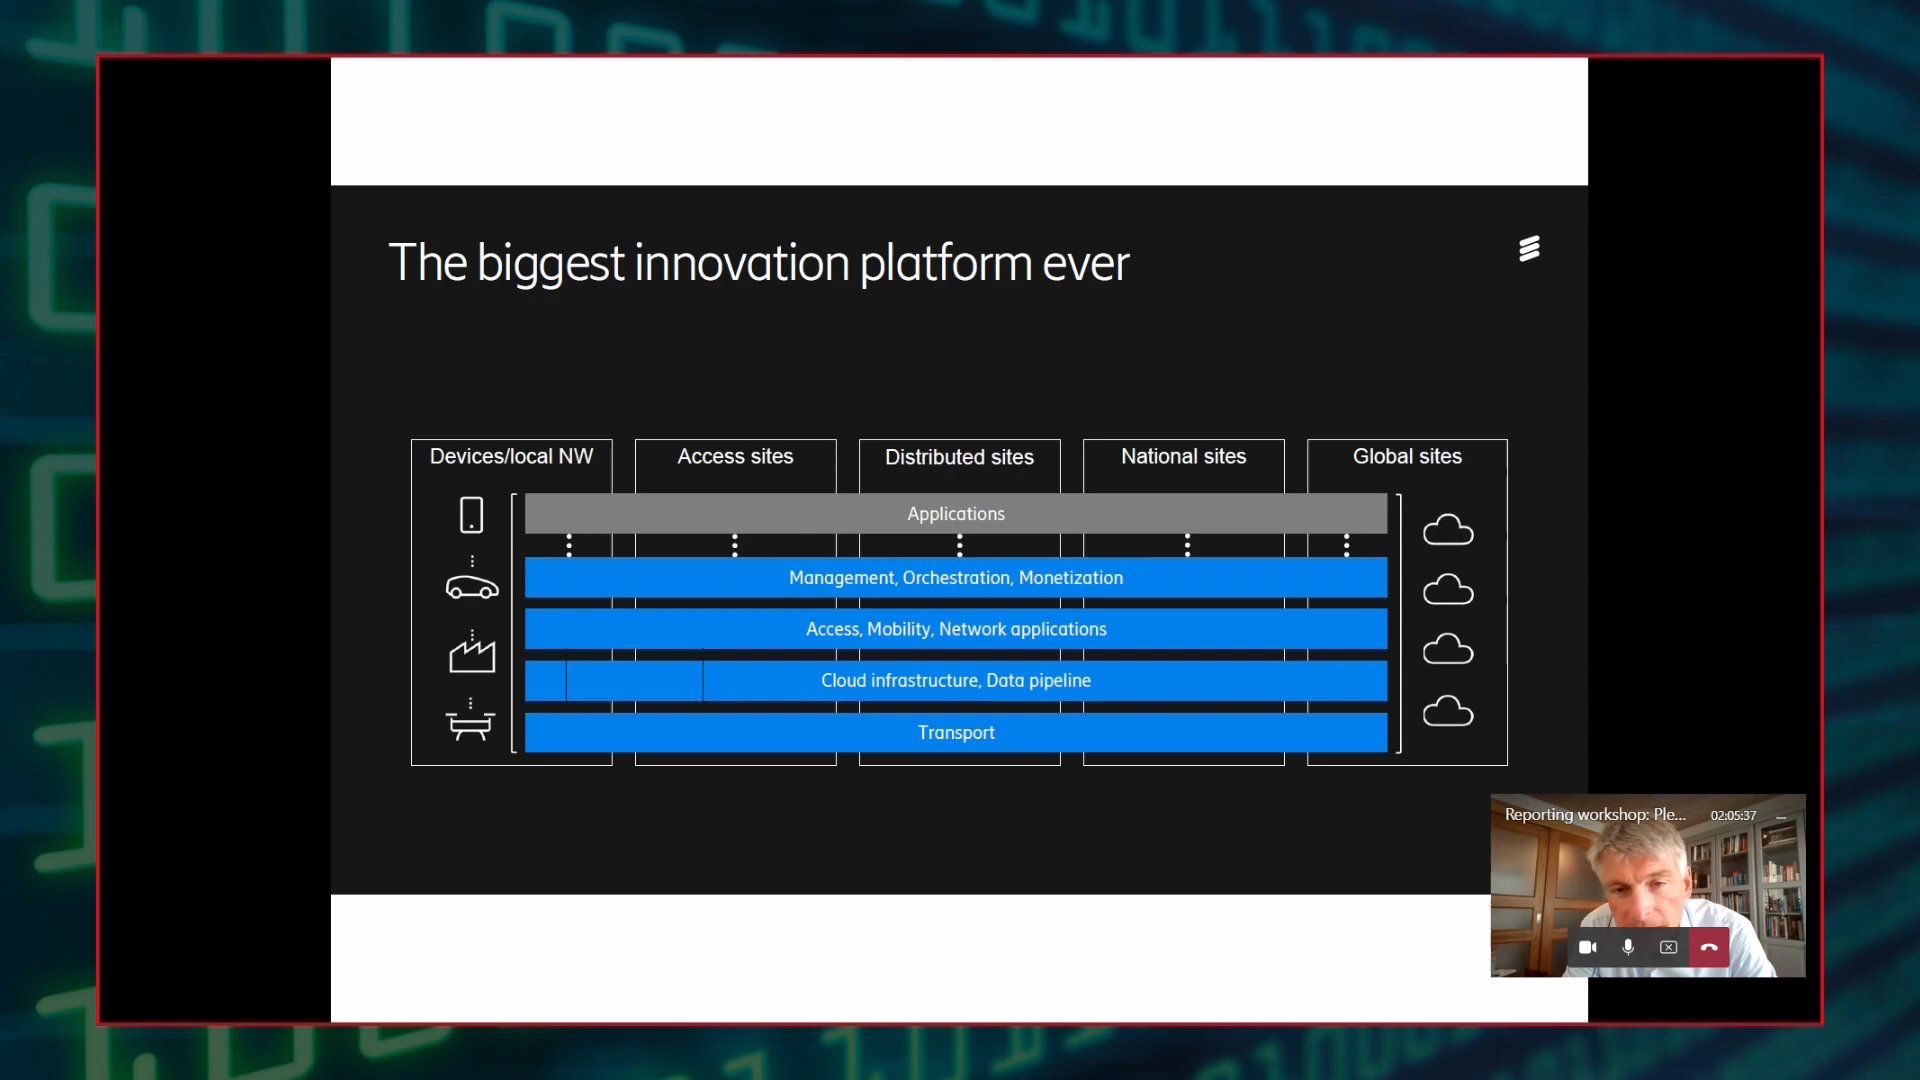 The biggest innovation platform ever
Devices/local NW
Access sites
Distributed sites
National sites
Global sites
Applications
Management, Orchestration, Monetization
Access, Mobility, Network applications
Cloud infrastructure, Data pipeline
Transport
Reporting workshop: Ple... 02:05:37